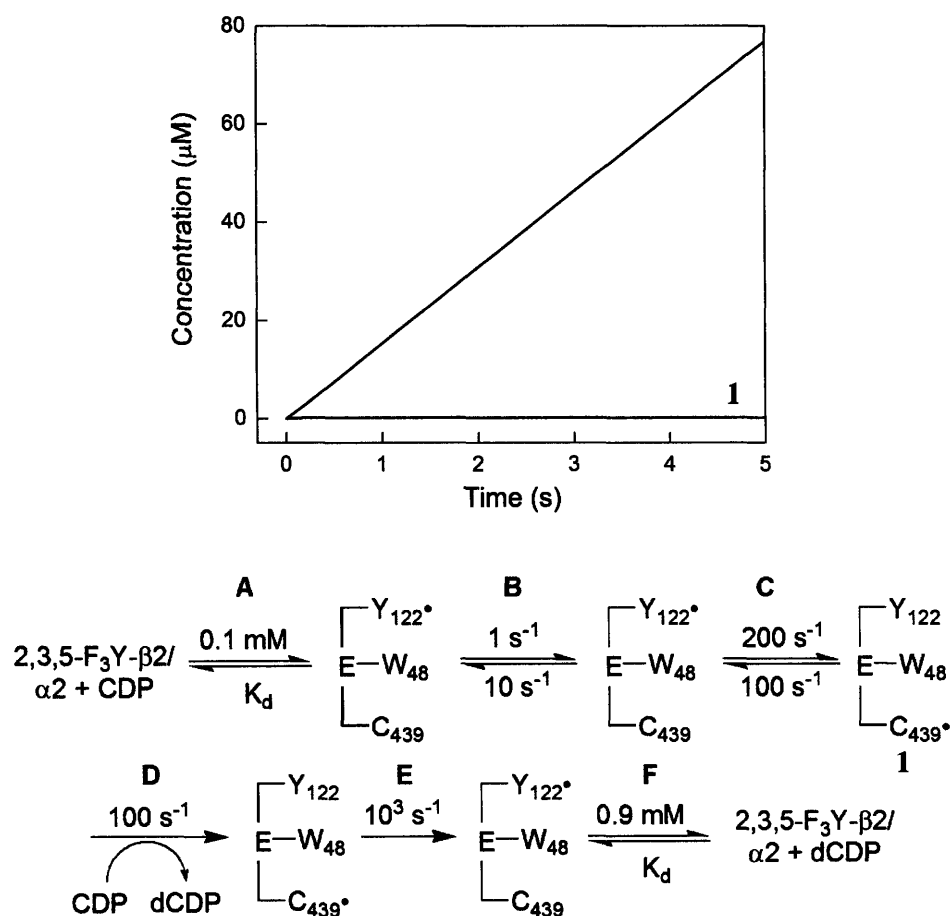 80
60
40
20
0
Concentration (μM)
1
0 1 2 3 4 5
Time (s)
A B C
2,3,5-F₃Y-β2/
α2 + CDP
0.1 mM
K_d
Y₁₂₂•
E W₄₈
C₄₃₉
1 s⁻¹
10 s⁻¹
Y₁₂₂•
E W₄₈
C₄₃₉
200 s⁻¹
100 s⁻¹
Y₁₂₂
E W₄₈
C₄₃₉•
1
D E F
100 s⁻¹
CDP dCDP
Y₁₂₂
E W₄₈
C₄₃₉•
10³ s⁻¹
Y₁₂₂•
E W₄₈
C₄₃₉
0.9 mM
K_d
2,3,5-F₃Y-β2/
α2 + dCDP